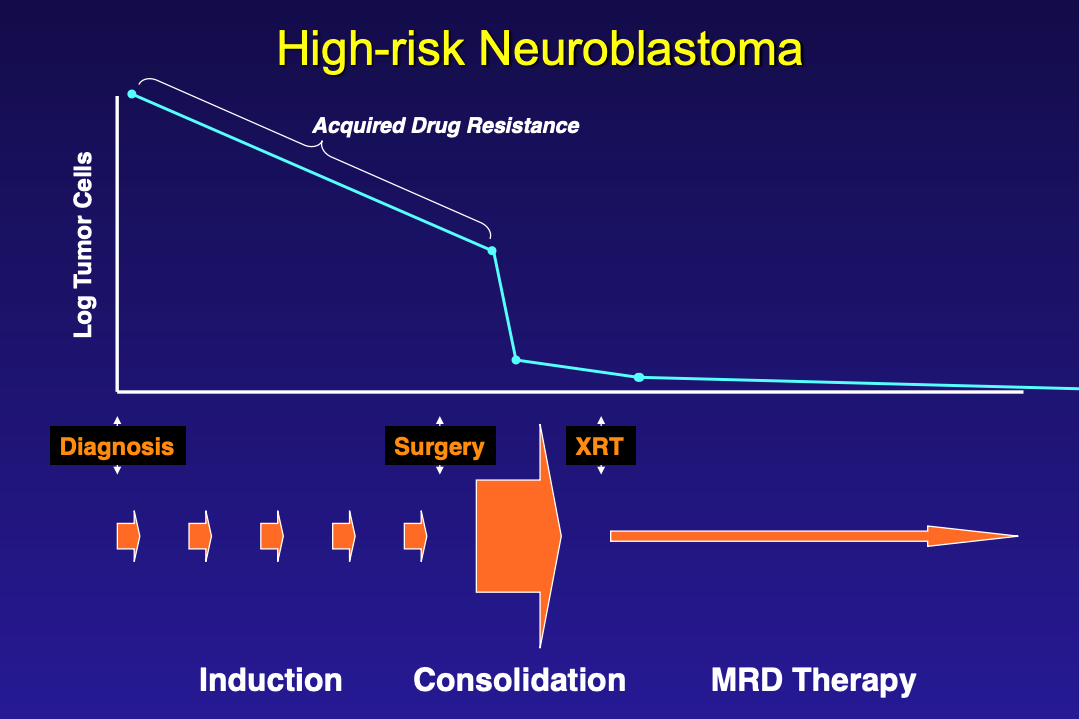 High-risk Neuroblastoma
Acquired Drug Resistance
Log Tumor Cells
Diagnosis
Surgery
XRT
Induction
Consolidation
MRD Therapy